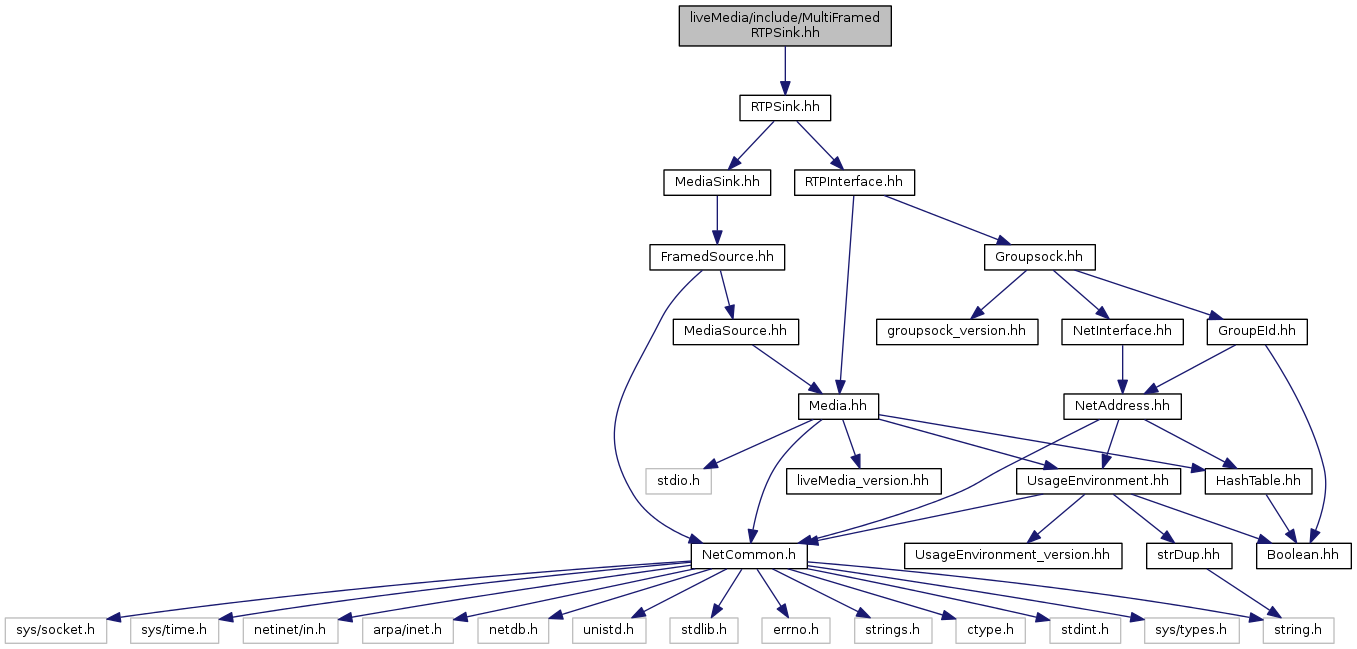 liveMedia/include/MultiFramed
RTPSink.hh
RTPSink.hh
MediaSink.hh
RTPInterface.hh
FramedSource.hh
Groupsock.hh
MediaSource.hh
groupsock_version.hh
NetInterface.hh
GroupEId.hh
Media.hh
NetAddress.hh
stdio.h
liveMedia_version.hh
UsageEnvironment.hh
HashTable.hh
NetCommon.h
UsageEnvironment_version.hh
strDup.hh
Boolean.hh
sys/socket.h
sys/time.h
netinet/in.h
arpa/inet.h
netdb.h
unistd.h
stdlib.h
errno.h
strings.h
ctype.h
stdint.h
sys/types.h
string.h